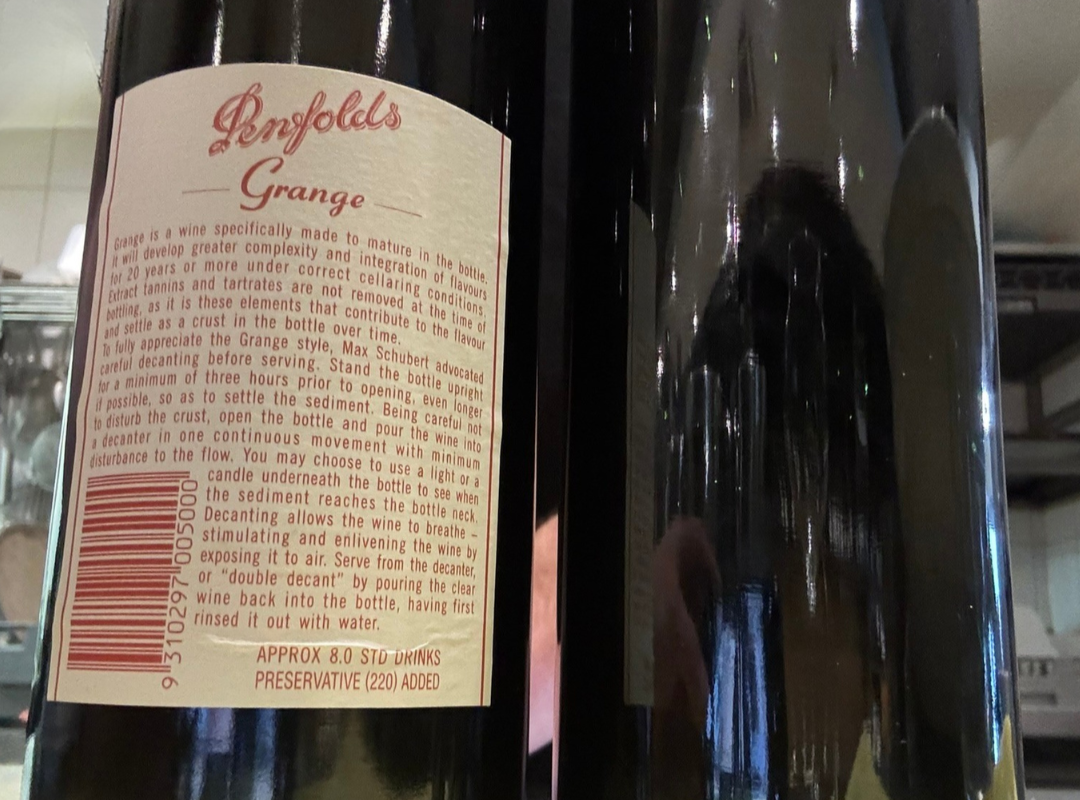 Penfolds
Grange
Grange is a wine specifically made to mature in the bottle.
It will develop greater complexity and integration of flavours
for 20 years or more under correct cellaring conditions.
Extract tannins and tartrates are not removed at the time of
bottling, as it is these elements that contribute to the flavour
and settle as a crust in the bottle over time.
To fully appreciate the Grange style, Max Schubert advocated
careful decanting before serving. Stand the bottle upright
for a minimum of three hours prior to opening, even longer
if possible, so as to settle the sediment. Being careful not
to disturb the crust, open the bottle and pour the wine into
a decanter in one continuous movement with minimum
disturbance to the flow. You may choose to use a light or a
candle underneath the bottle to see when
the sediment reaches the bottle neck.
Decanting allows the wine to breathe –
stimulating and enlivening the wine by
exposing it to air. Serve from the decanter,
or "double decant" by pouring the clear
wine back into the bottle, having first
rinsed it out with water.
9 310297 005000
APPROX 8.0 STD DRINKS
PRESERVATIVE (220) ADDED